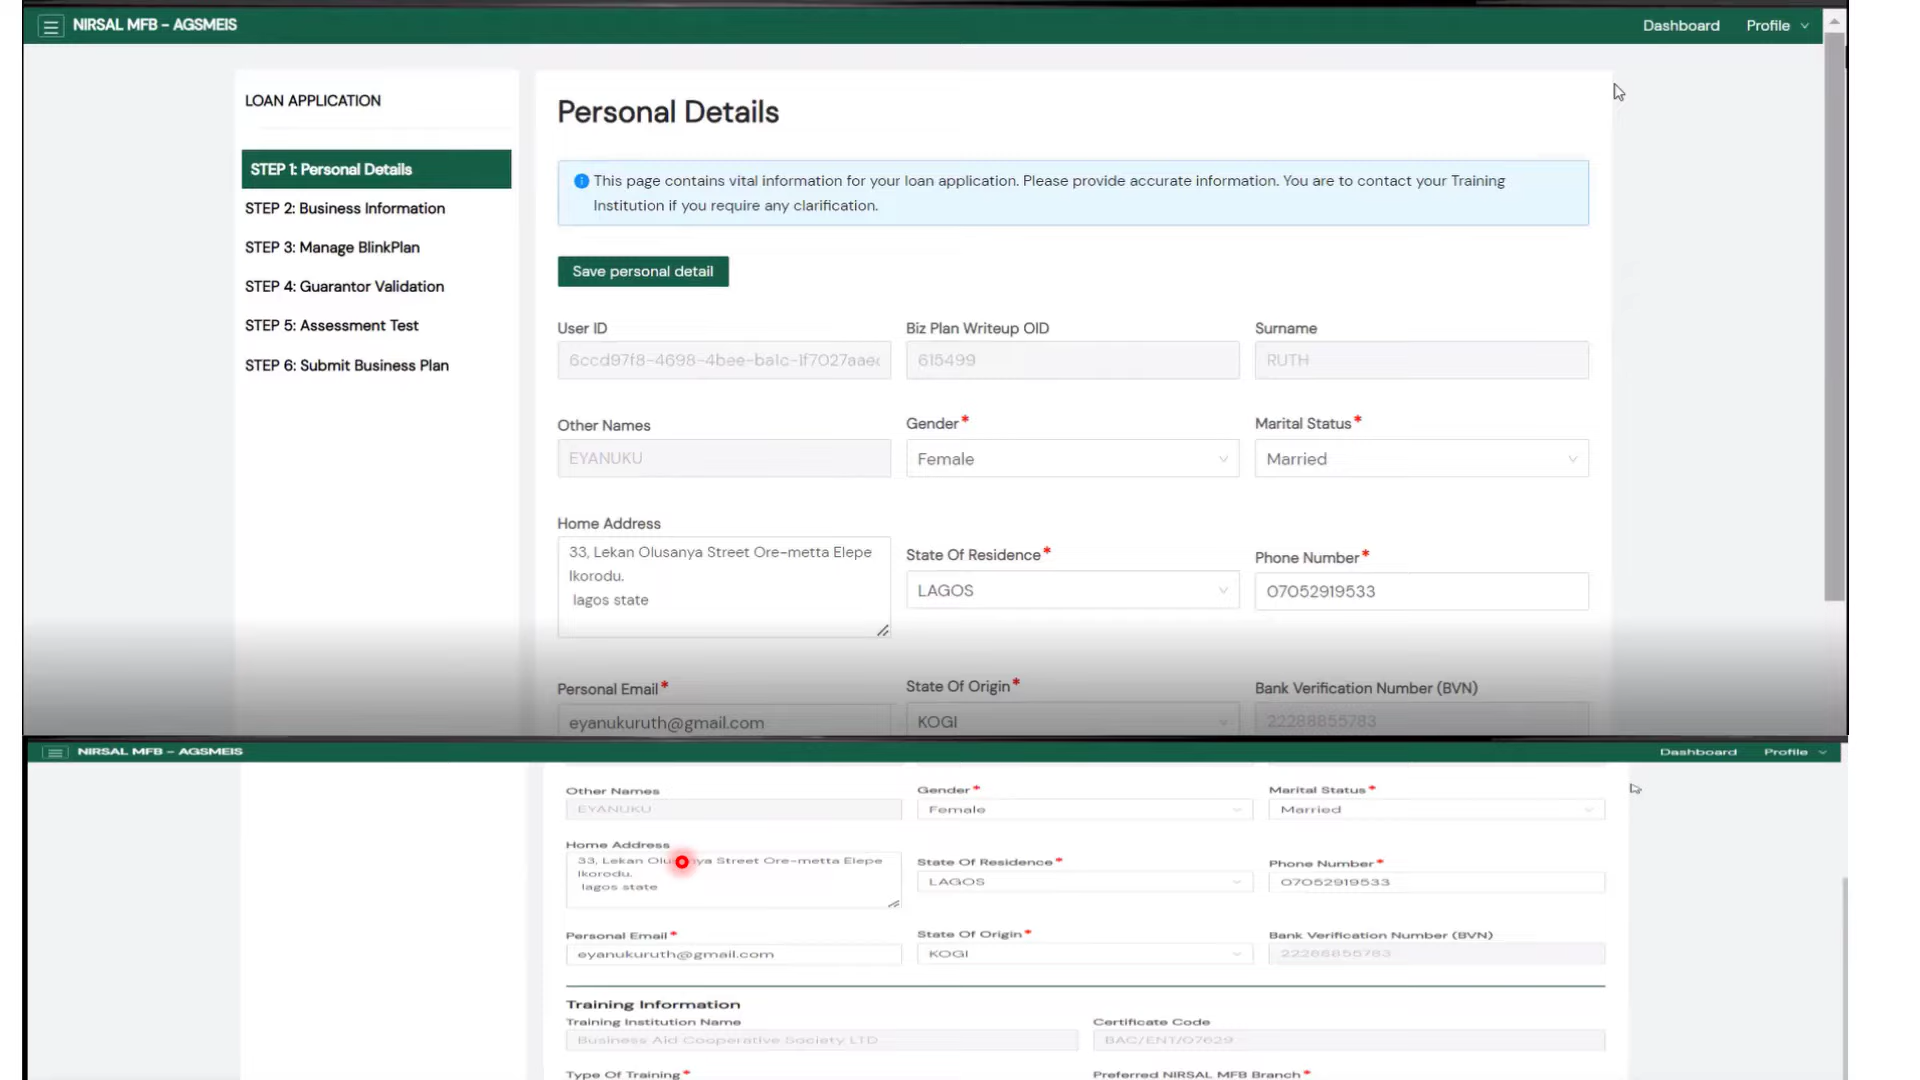 NIRSAL MFB - AGSMEIS
Dashboard
Profile
LOAN APPLICATION
STEP 1: Personal Details
STEP 2: Business Information
STEP 3: Manage BlinkPlan
STEP 4: Guarantor Validation
STEP 5: Assessment Test
STEP 6: Submit Business Plan
Personal Details
This page contains vital information for your loan application. Please provide accurate information. You are to contact your Training
Institution if you require any clarification.
Save personal detail
User ID
Biz Plan Writeup OID
Surname
6ccd97f8-4698-4bee-ba1c-1f7027aae
615499
RUTH
Other Names
Gender*
Marital Status*
EYANUKU
Female
Married
Home Address
State Of Residence*
Phone Number*
33, Lekan Olusanya Street Ore-metta Elepe
Ikorodu.
lagos state
LAGOS
07052919533
Personal Email*
State Of Origin*
Bank Verification Number (BVN)
eyanukuruth@gmail.com
KOGI
22288855783
NIRSAL MFB - AGSMEIS
Dashboard
Profile
Other Names
Gender*
Marital Status*
EYANUKU
Female
Married
Home Address
State Of Residence*
Phone Number*
33, Lekan Olusanya Street Ore-metta Elepe
Ikorodu.
lagos state
LAGOS
07052919533
Personal Email*
State Of Origin*
Bank Verification Number (BVN)
eyanukuruth@gmail.com
KOGI
22288855783
Training Information
Training Institution Name
Certificate Code
Business Aid Cooperative Society LTD
BAC/ENT/07629
Type Of Training*
Preferred NIRSAL MFB Branch*